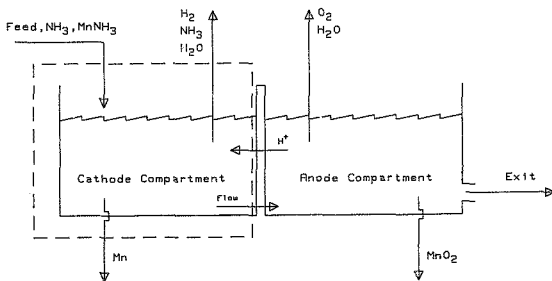 Feed, NH₃, MnNH₃
H₂
NH₃
H₂O
O₂
H₂O
H⁺
Cathode Compartment
Anode Compartment
Exit
Flow
Mn
MnO₂